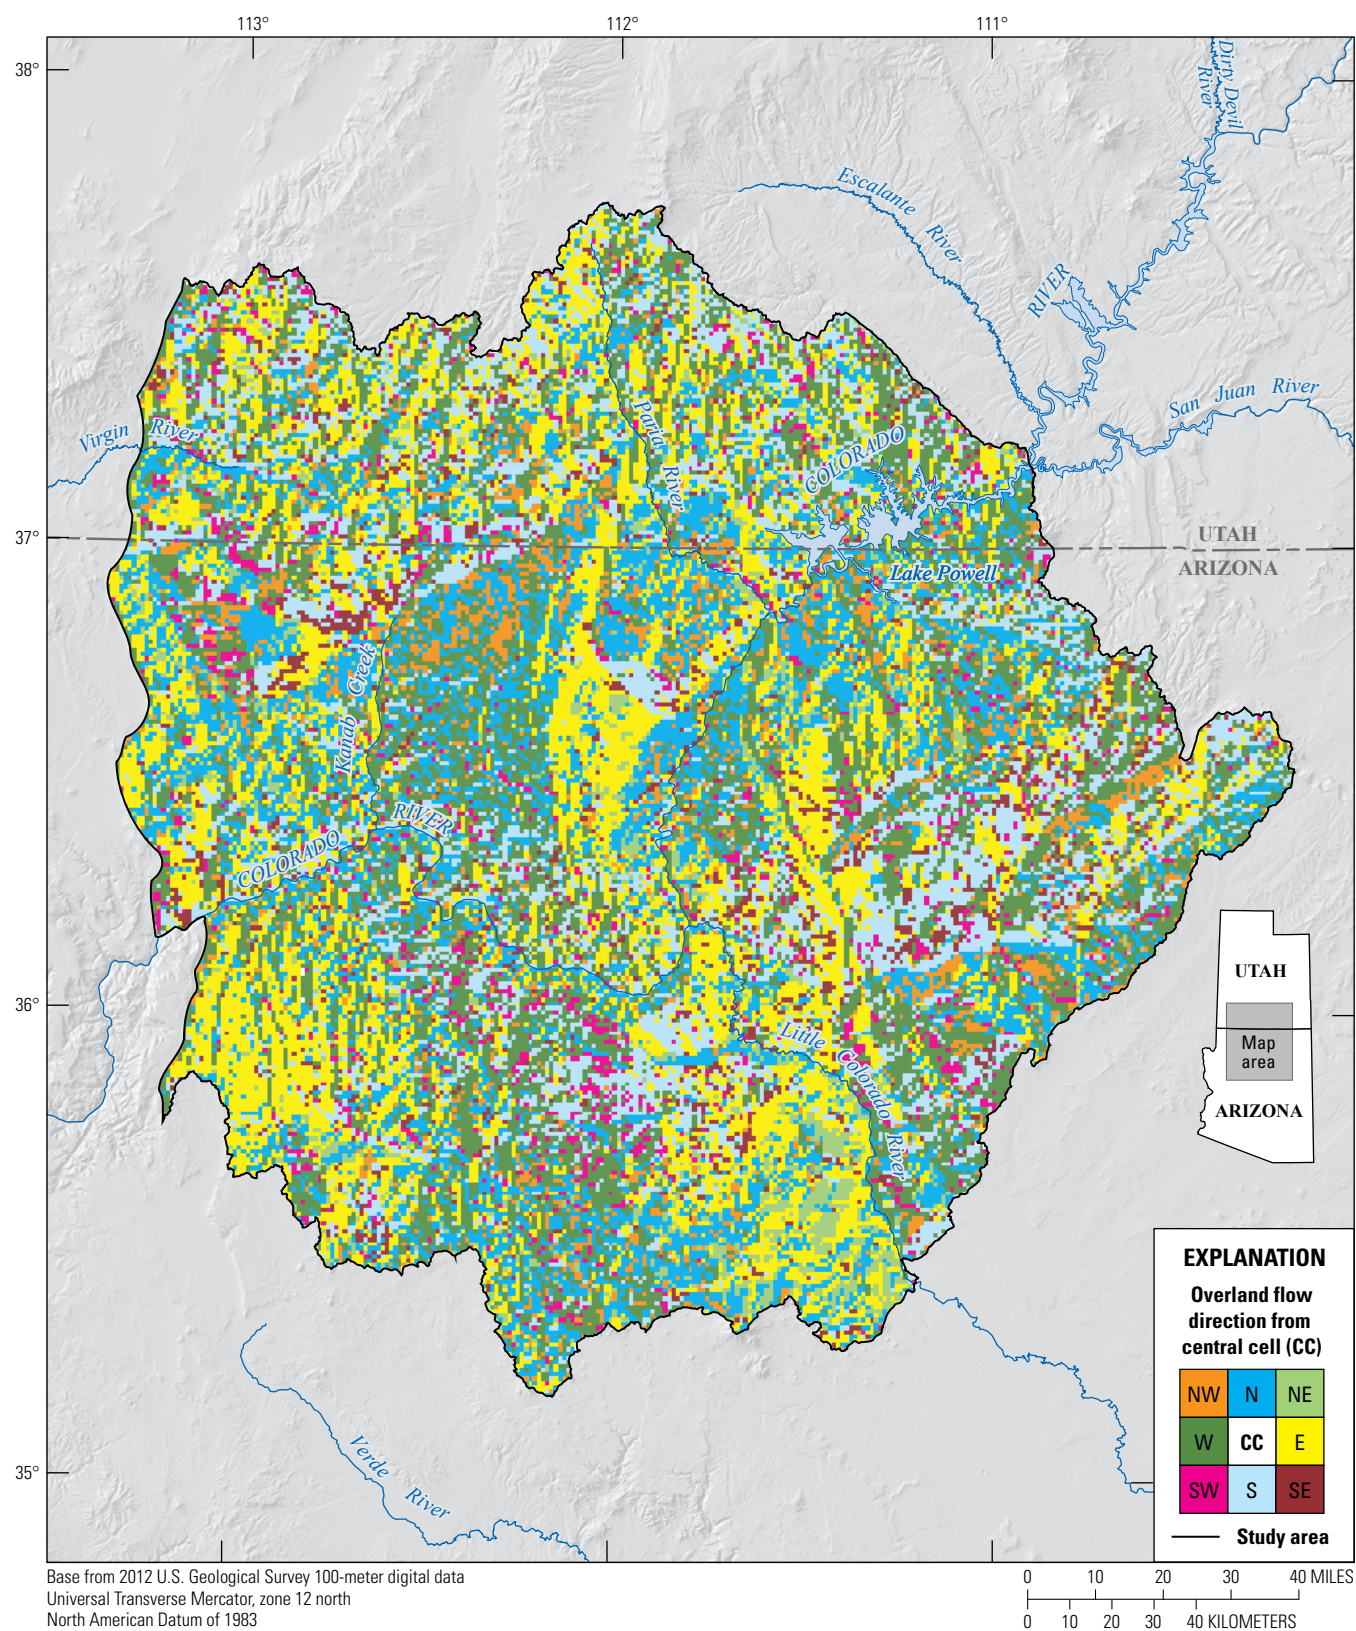 113°
112°
111°
38°
37°
36°
35°
Dirty Devil
River
Escalante
River
RIVER
San Juan River
Virgin River
Paria
River
COLORADO
UTAH
ARIZONA
Lake Powell
Kanab
Creek
RIVER
COLORADO
Little
Colorado
River
Verde
River
UTAH
Map
area
ARIZONA
EXPLANATION
Overland flow
direction from
central cell (CC)
NW N NE
W CC E
SW S SE
Study area
Base from 2012 U.S. Geological Survey 100-meter digital data
Universal Transverse Mercator, zone 12 north
North American Datum of 1983
0 10 20 30 40 MILES
0 10 20 30 40 KILOMETERS